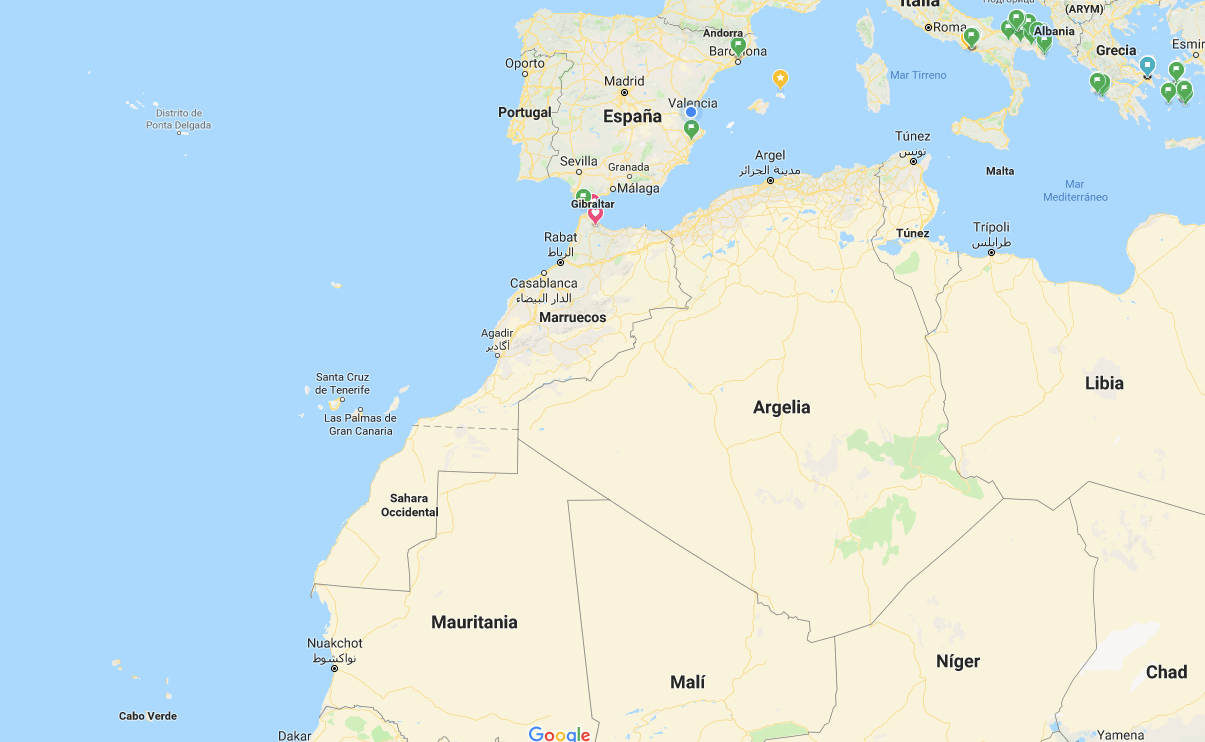 Italia
Подгорица
(ARYM)
Roma
Andorra
Albania
Barcelona
Grecia
Esmir
Oporto
Mar Tirreno
Madrid
Valencia
Portugal
España
Distrito de
Ponta Delgada
Túnez
تونس
Sevilla
Granada
Argel
مدينة الجزائر
Malta
Málaga
Mar
Mediterráneo
Gibraltar
Rabat
الرباط
Túnez
Trípoli
طرابلس
Casablanca
الدار البيضاء
Marruecos
Agadir
أكادير
Santa Cruz
de Tenerife
Libia
Argelia
Las Palmas de
Gran Canaria
Sahara
Occidental
Mauritania
Nuakchot
نواكشوط
Níger
Chad
Malí
Cabo Verde
Dakar
Google
Yamena